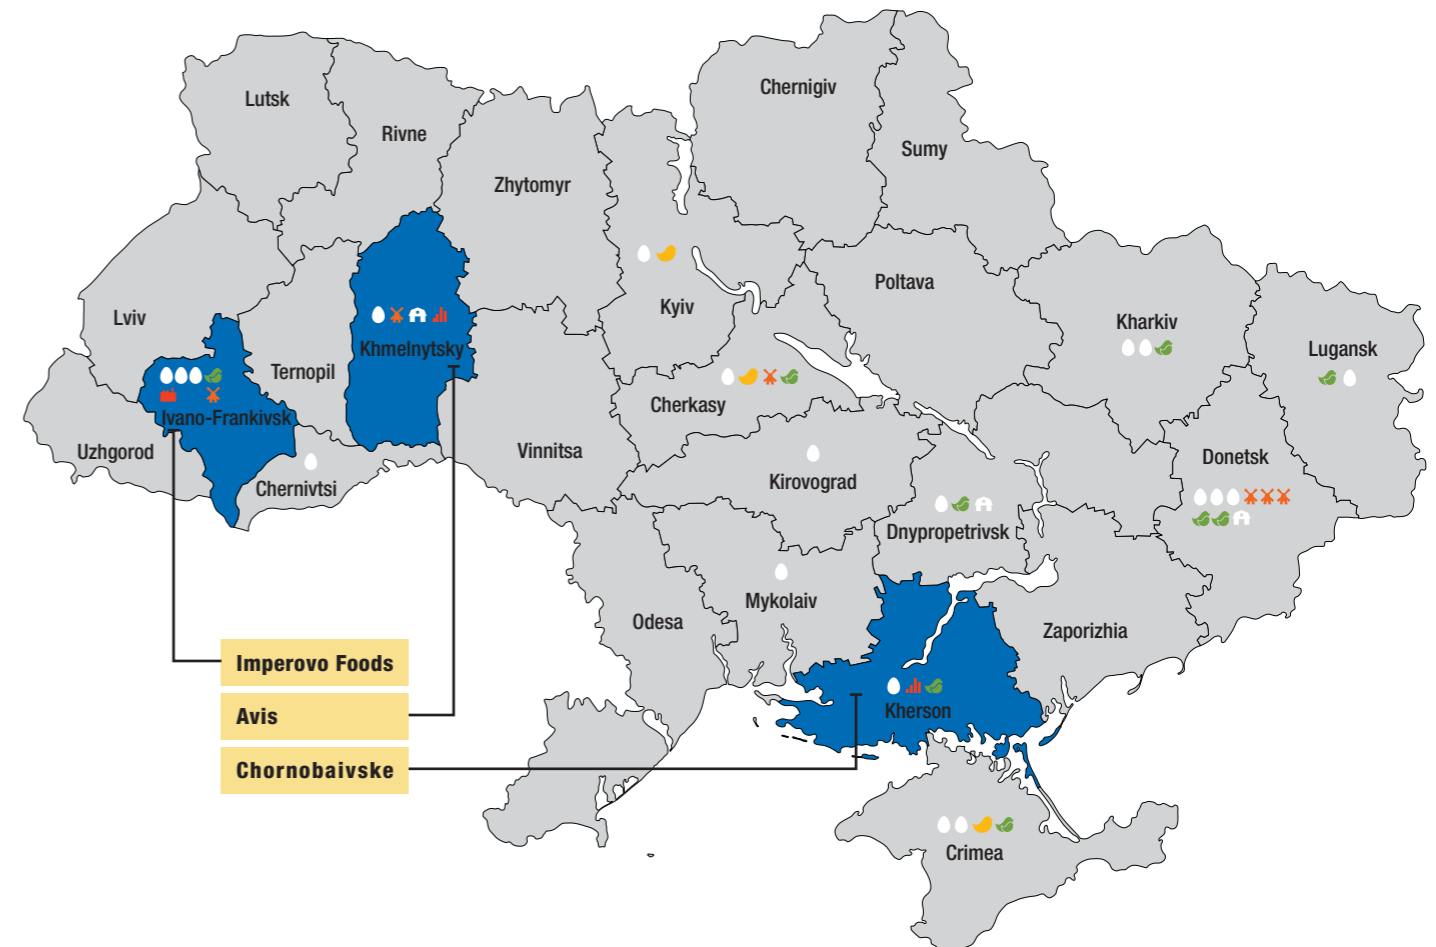 Chernigiv
Lutsk
Rivne
Sumy
Zhytomyr
Poltava
Kyiv
Lviv
Kharkiv
Khmelnytsky
Lugansk
Ternopil
Cherkasy
Ivano-Frankivsk
Uzhgorod
Vinnitsa
Donetsk
Kirovograd
Chernivtsi
Dnypropetrivsk
Mykolaiv
Odesa
Zaporizhia
Imperovo Foods
Kherson
Avis
Chornobaivske
Crimea